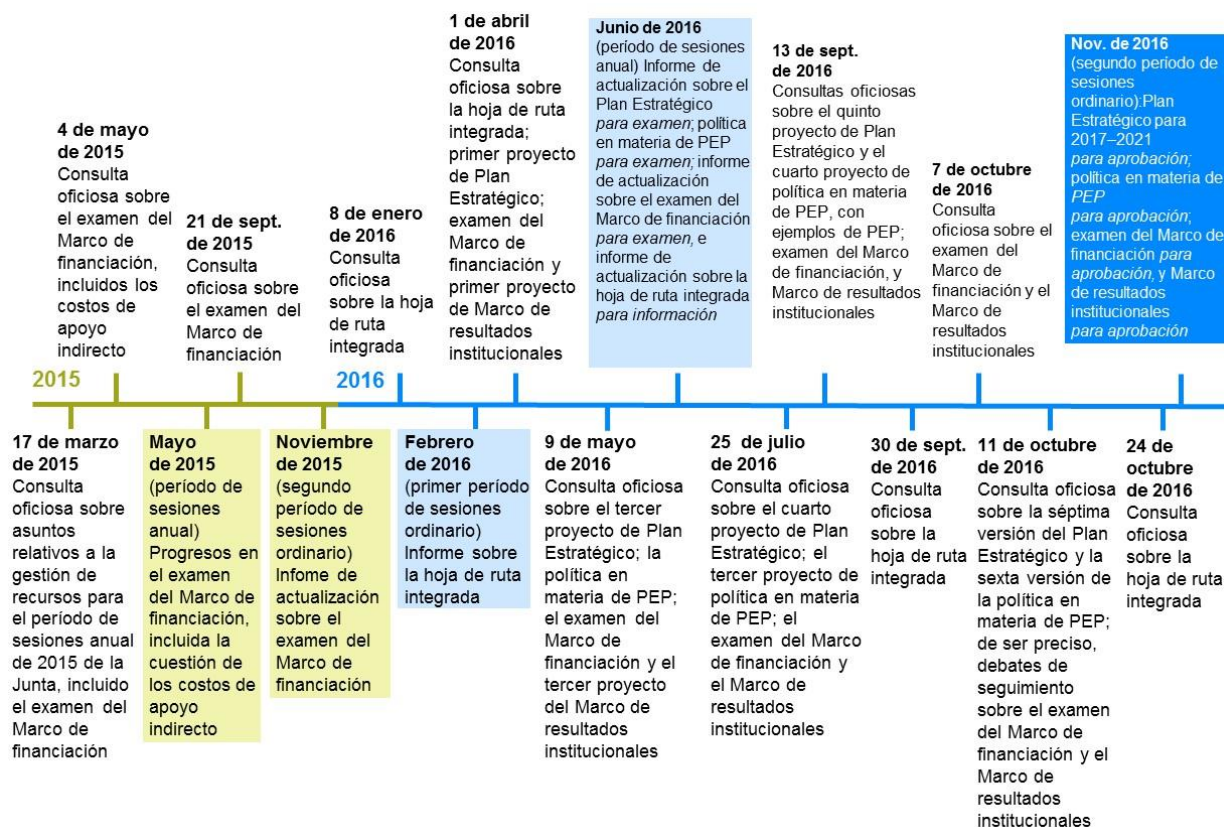 4 de mayo
de 2015
Consulta
oficiosa sobre
el examen del
Marco de
financiación,
incluidos los
costos de
apoyo
indirecto
21 de sept.
de 2015
Consulta
oficiosa sobre
el examen del
Marco de
financiación
8 de enero
de 2016
Consulta
oficiosa
sobre la hoja
de ruta
integrada
1 de abril
de 2016
Consulta
oficiosa sobre
la hoja de ruta
integrada;
primer proyecto
de Plan
Estratégico;
examen del
Marco de
financiación y
primer proyecto
de Marco de
resultados
institucionales
Junio de 2016
(período de sesiones
anual) Informe de
actualización sobre el
Plan Estratégico
para examen; política
en materia de PEP
para examen; informe
de actualización
sobre el examen del
Marco de financiación
para examen, e
informe de
actualización sobre la
hoja de ruta integrada
para información
13 de sept.
de 2016
Consultas oficiosas
sobre el quinto
proyecto de Plan
Estratégico y el
cuarto proyecto de
política en materia
de PEP, con
ejemplos de PEP;
examen del Marco
de financiación, y
Marco de resultados
institucionales
7 de octubre
de 2016
Consulta
oficiosa sobre el
examen del
Marco de
financiación y el
Marco de
resultados
institucionales
Nov. de 2016
(segundo período de
sesiones
ordinario):Plan
Estratégico para
2017–2021
para aprobación;
política en materia de
PEP
para aprobación;
examen del Marco de
financiación para
aprobación, y Marco
de resultados
institucionales
para aprobación
2015
2016
17 de marzo
de 2015
Consulta
oficiosa sobre
asuntos
relativos a la
gestión de
recursos para
el período de
sesiones anual
de 2015 de la
Junta, incluido
el examen del
Marco de
financiación
Mayo
de 2015
(período de
sesiones
anual)
Progresos en
el examen
del Marco de
financiación,
incluida la
cuestión de
los costos de
apoyo
indirecto
Noviembre
de 2015
(segundo
período de
sesiones
ordinario)
Infome de
actualización
sobre el
examen del
Marco de
financiación
Febrero
de 2016
(primer período
de sesiones
ordinario)
Informe sobre
la hoja de ruta
integrada
9 de mayo
de 2016
Consulta oficiosa
sobre el tercer
proyecto de Plan
Estratégico; la
política en
materia de PEP;
el examen del
Marco de
financiación y el
tercer proyecto
del Marco de
resultados
institucionales
25 de julio
de 2016
Consulta oficiosa
sobre el cuarto
proyecto de Plan
Estratégico; el
tercer proyecto de
política en materia
de PEP; el
examen del Marco
de financiación y
el Marco de
resultados
institucionales
30 de sept.
de 2016
Consulta
oficiosa
sobre la
hoja de ruta
integrada
11 de octubre
de 2016
Consulta oficiosa
sobre la séptima
versión del Plan
Estratégico y la
sexta versión de
la política en
materia de PEP;
de ser preciso,
debates de
seguimiento
sobre el examen
del Marco de
financiación y el
Marco de
resultados
institucionales
24 de
octubre
de 2016
Consulta
oficiosa
sobre la
hoja de ruta
integrada